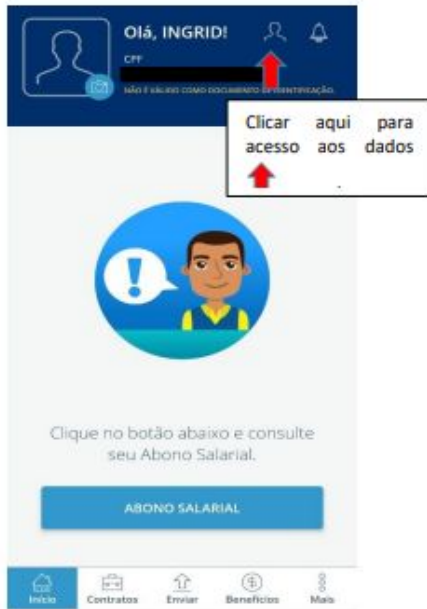 Olá, INGRID!
CPF
NÃO É VÁLIDO COMO DOCUMENTO DE IDENTIFICAÇÃO.
Clicar aqui para
acesso aos dados
.
!
Clique no botão abaixo e consulte
seu Abono Salarial.
ABONO SALARIAL
Início Contratos Enviar Benefícios Mais